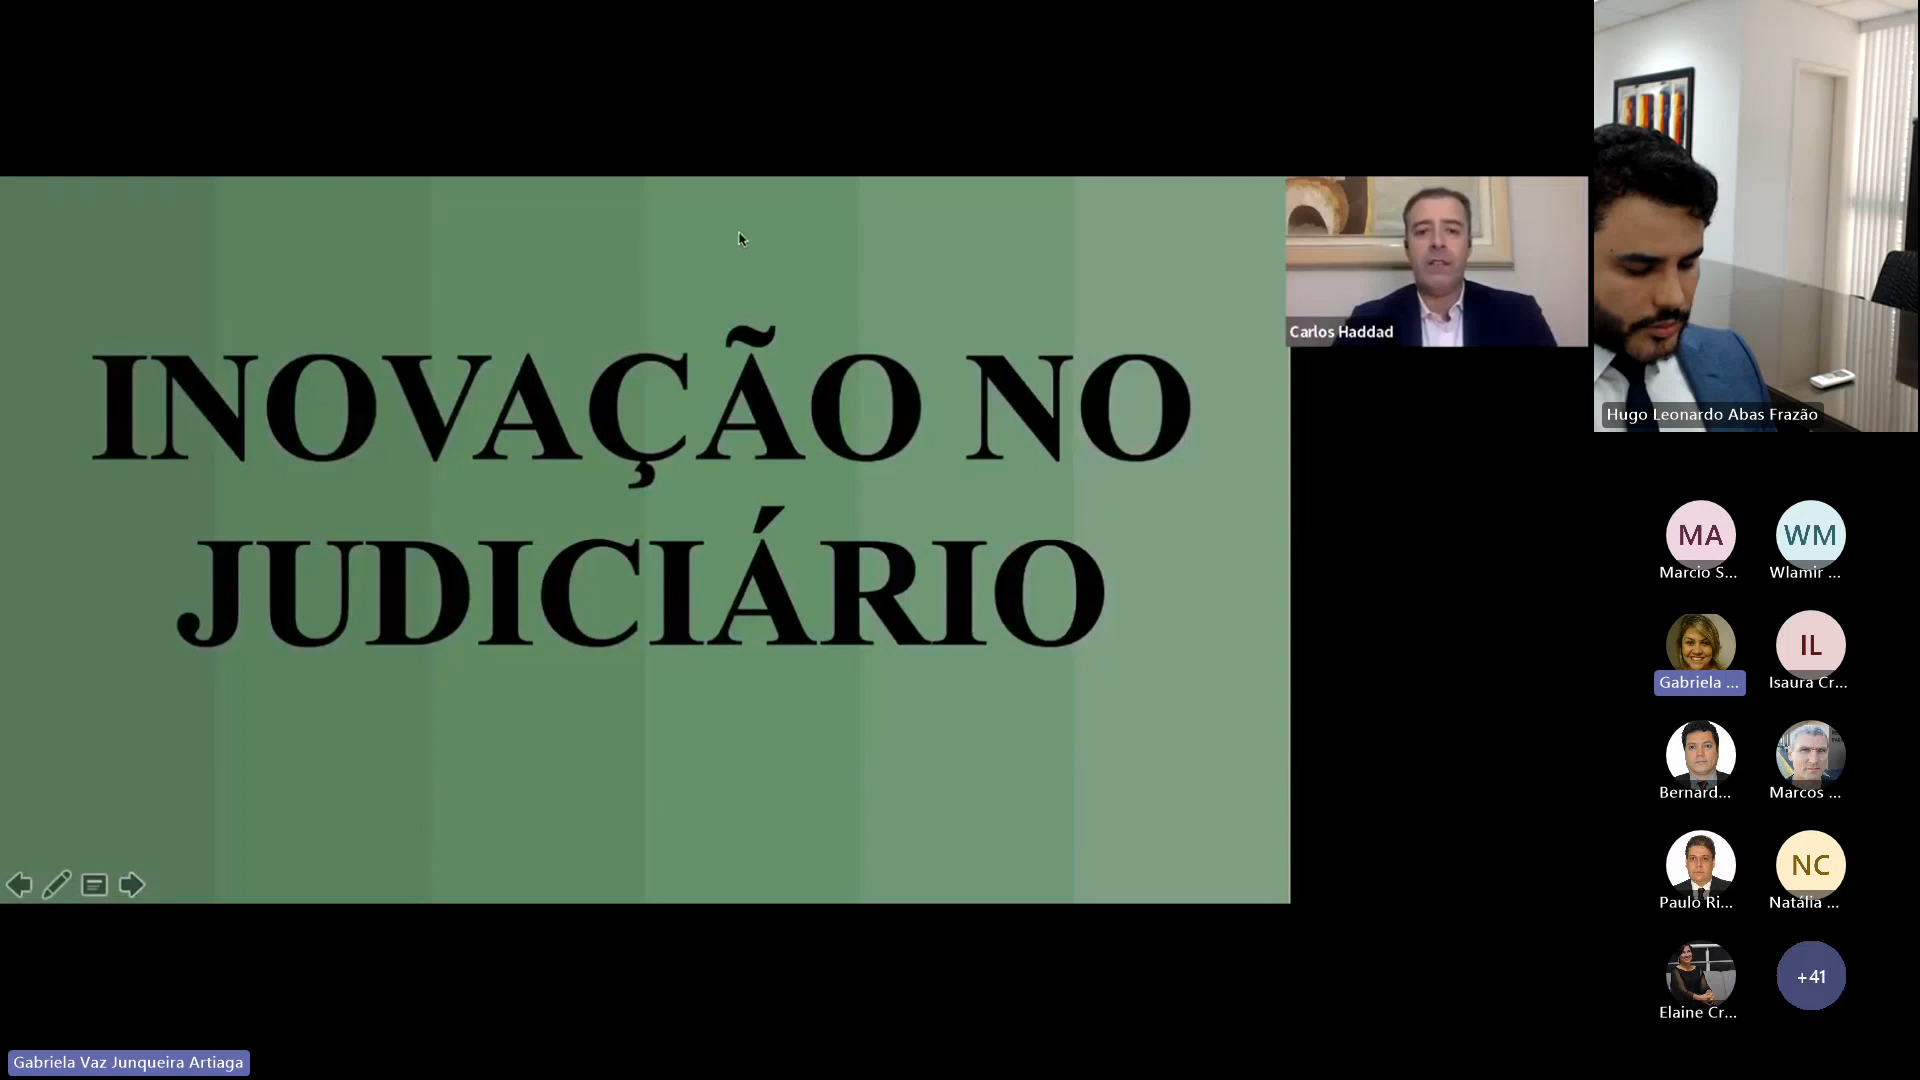 INOVAÇÃO NO
JUDICIÁRIO
Carlos Haddad
Hugo Leonardo Abas Frazão
MA
Marcio S...
WM
Wlamir ...
Gabriela ...
IL
Isaura Cr...
Bernard...
Marcos ...
Paulo Ri...
NC
Natália ...
Elaine Cr...
+41
Gabriela Vaz Junqueira Artiaga